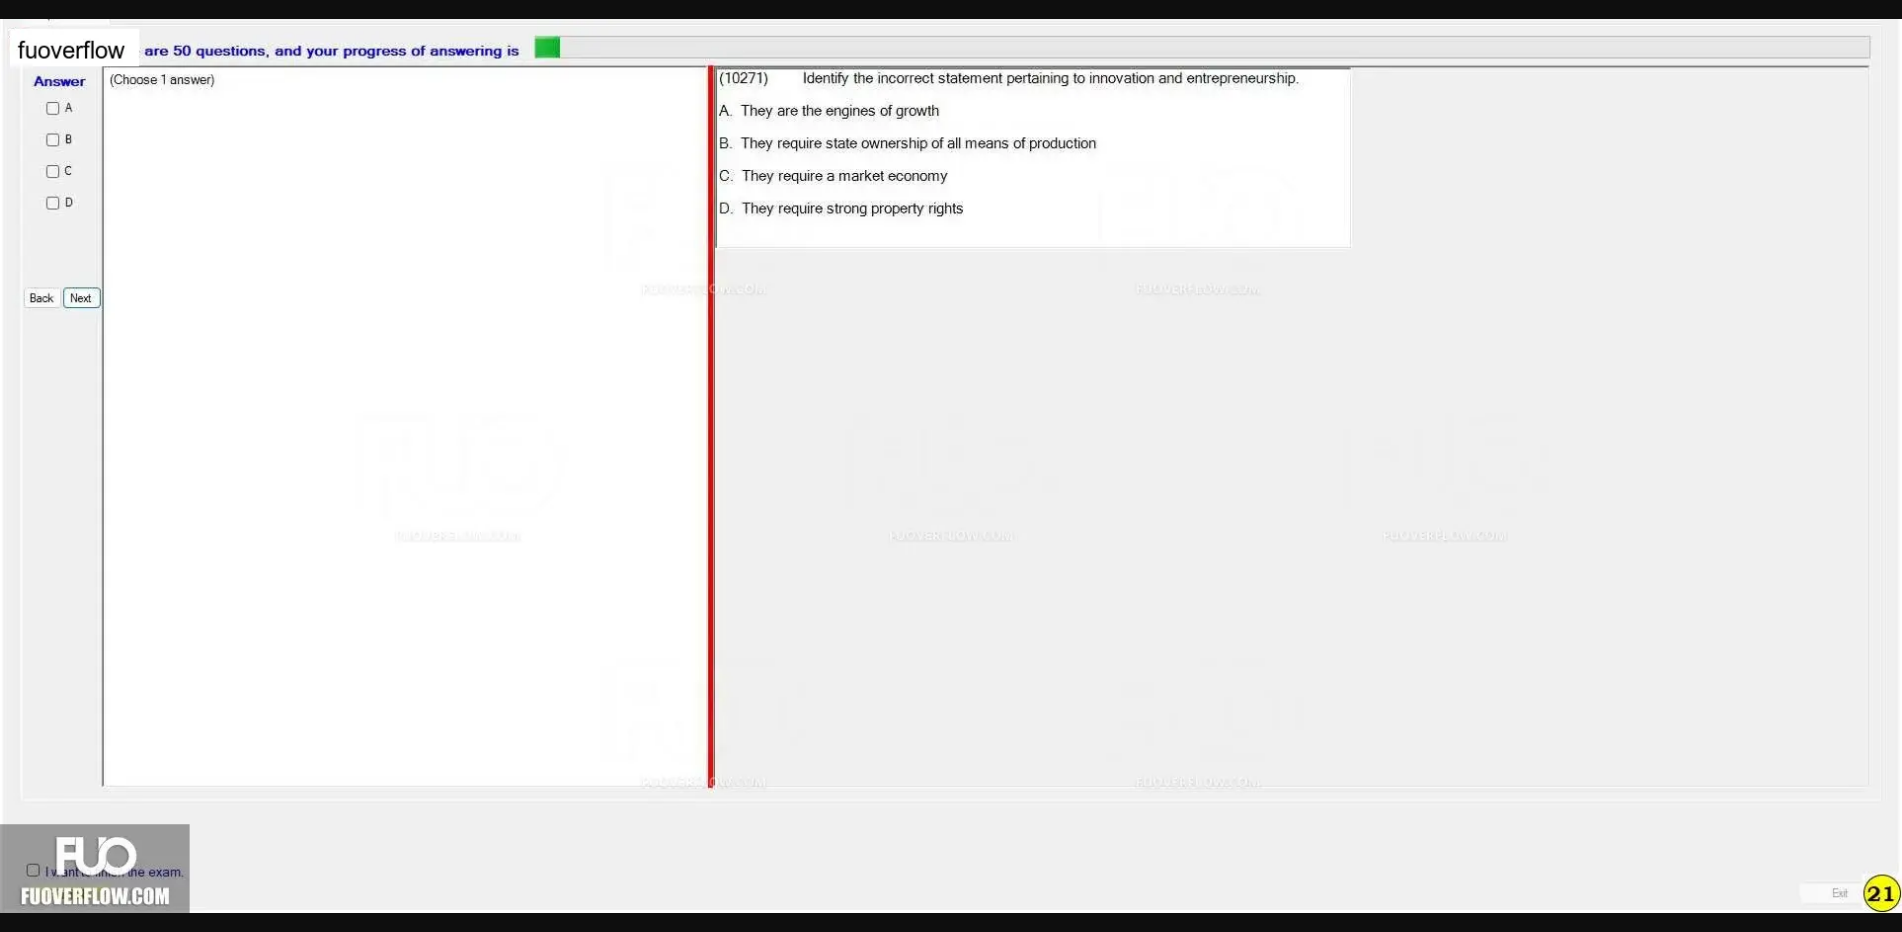 fuoverflow are 50 questions, and your progress of answering is
Answer
(Choose 1 answer)
A
B
C
D
Back Next
(10271) Identify the incorrect statement pertaining to innovation and entrepreneurship.
A. They are the engines of growth
B. They require state ownership of all means of production
C. They require a market economy
D. They require strong property rights
FUOVERFLOW.COM
FUOVERFLOW.COM
FUOVERFLOW.COM
FUOVERFLOW.COM
FUOVERFLOW.COM
FUOVERFLOW.COM
FUOVERFLOW.COM
FUO
I want the exam.
FUOVERFLOW.COM
Exit
21